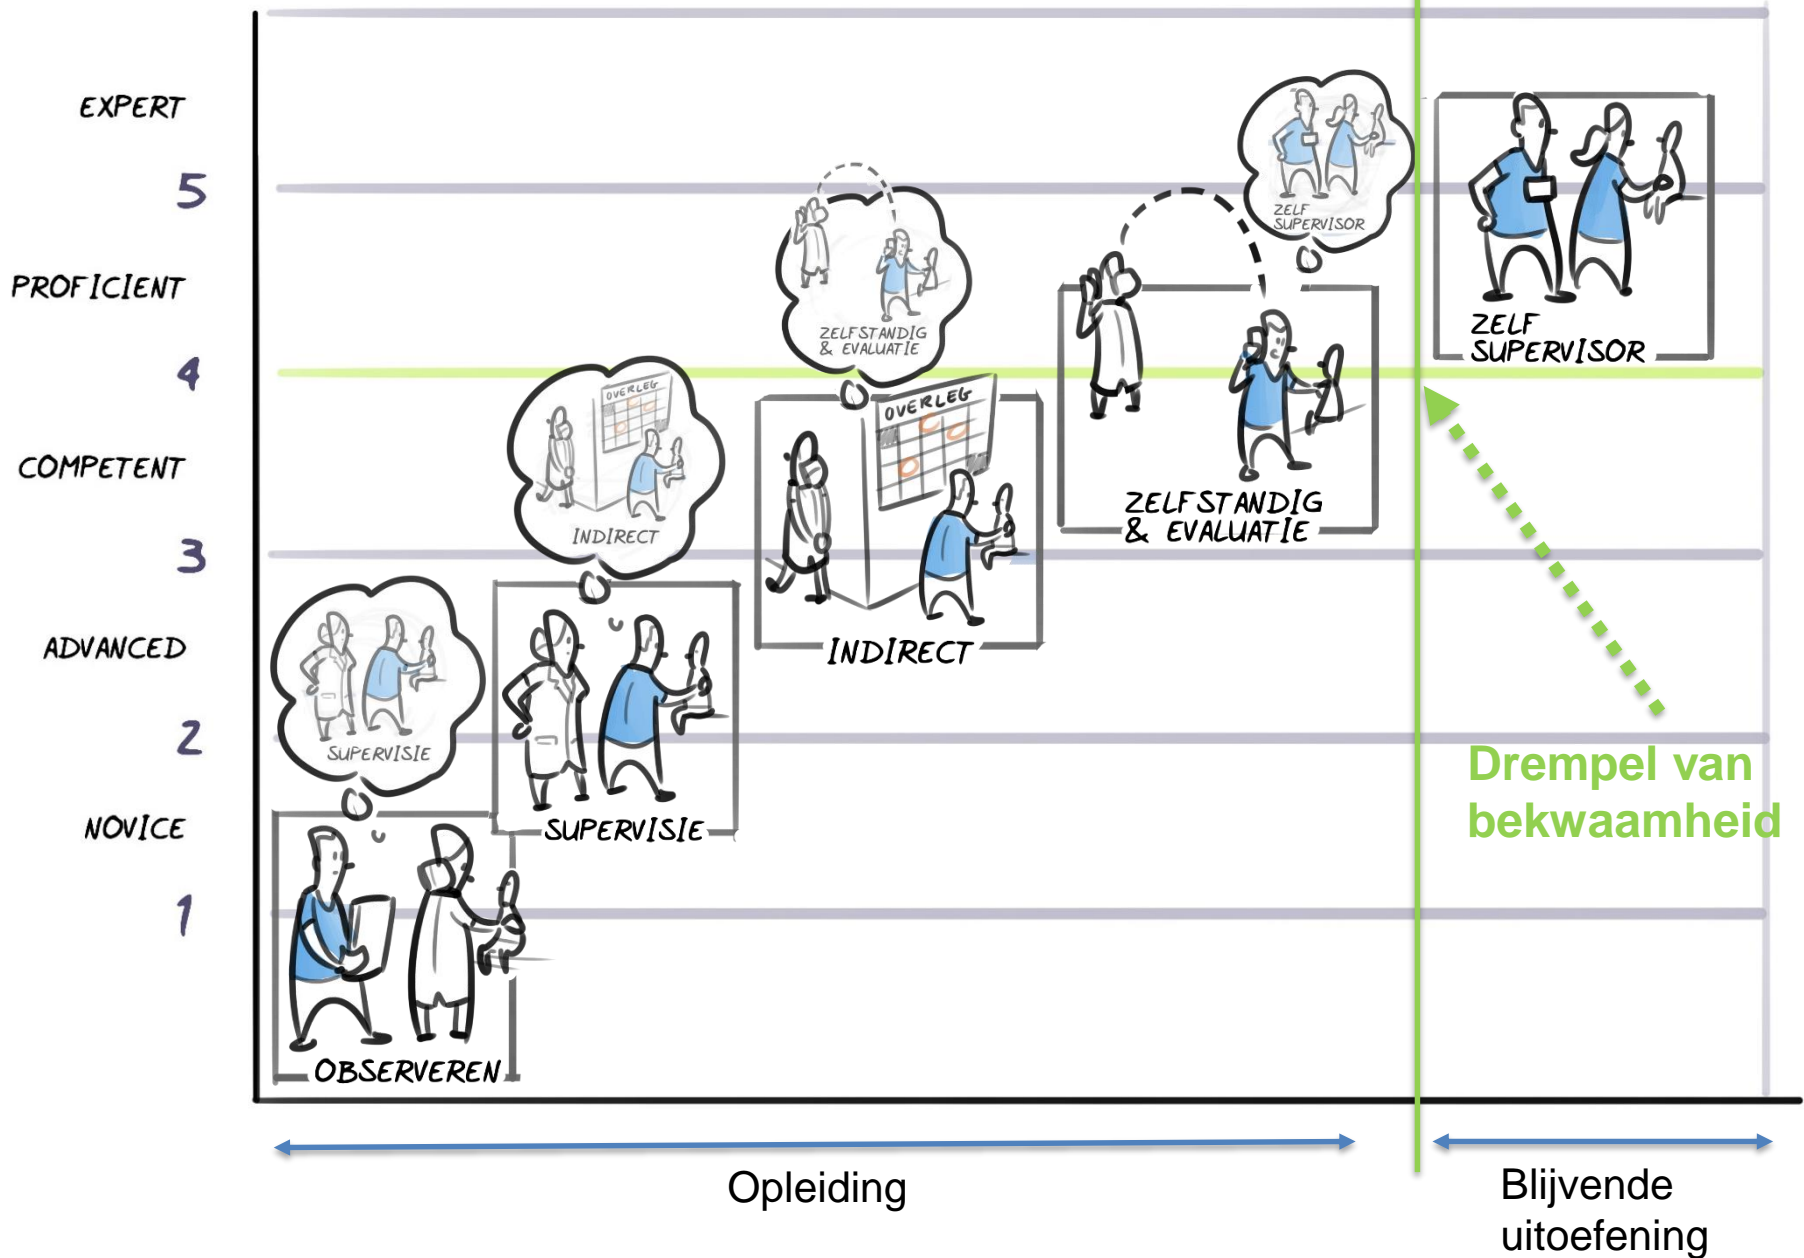 EXPERT
5
PROFICIENT
4
COMPETENT
3
ADVANCED
2
NOVICE
1
SUPERVISIE
OBSERVEREN
INDIRECT
OVERLEG
SUPERVISIE
ZELFSTANDIG
& EVALUATIE
OVERLEG
INDIRECT
ZELF
SUPERVISOR
ZELFSTANDIG
& EVALUATIE
ZELF
SUPERVISOR
Drempel van
bekwaamheid
Opleiding
Blijvende
uitoefening